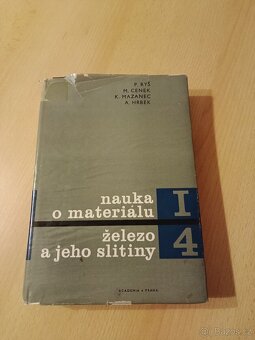 P. RYŠ
M. CENEK
K. MAZANEC
A. HRBEK
nauka
o materiálu
I
železo
a jeho slitiny
4
ACADEMIA • PRAHA